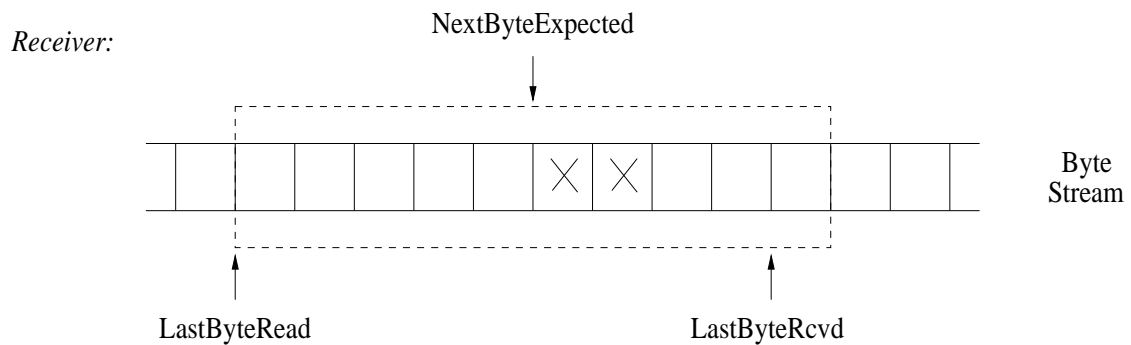 NextByteExpected
Receiver:
Byte
Stream
LastByteRead
LastByteRcvd